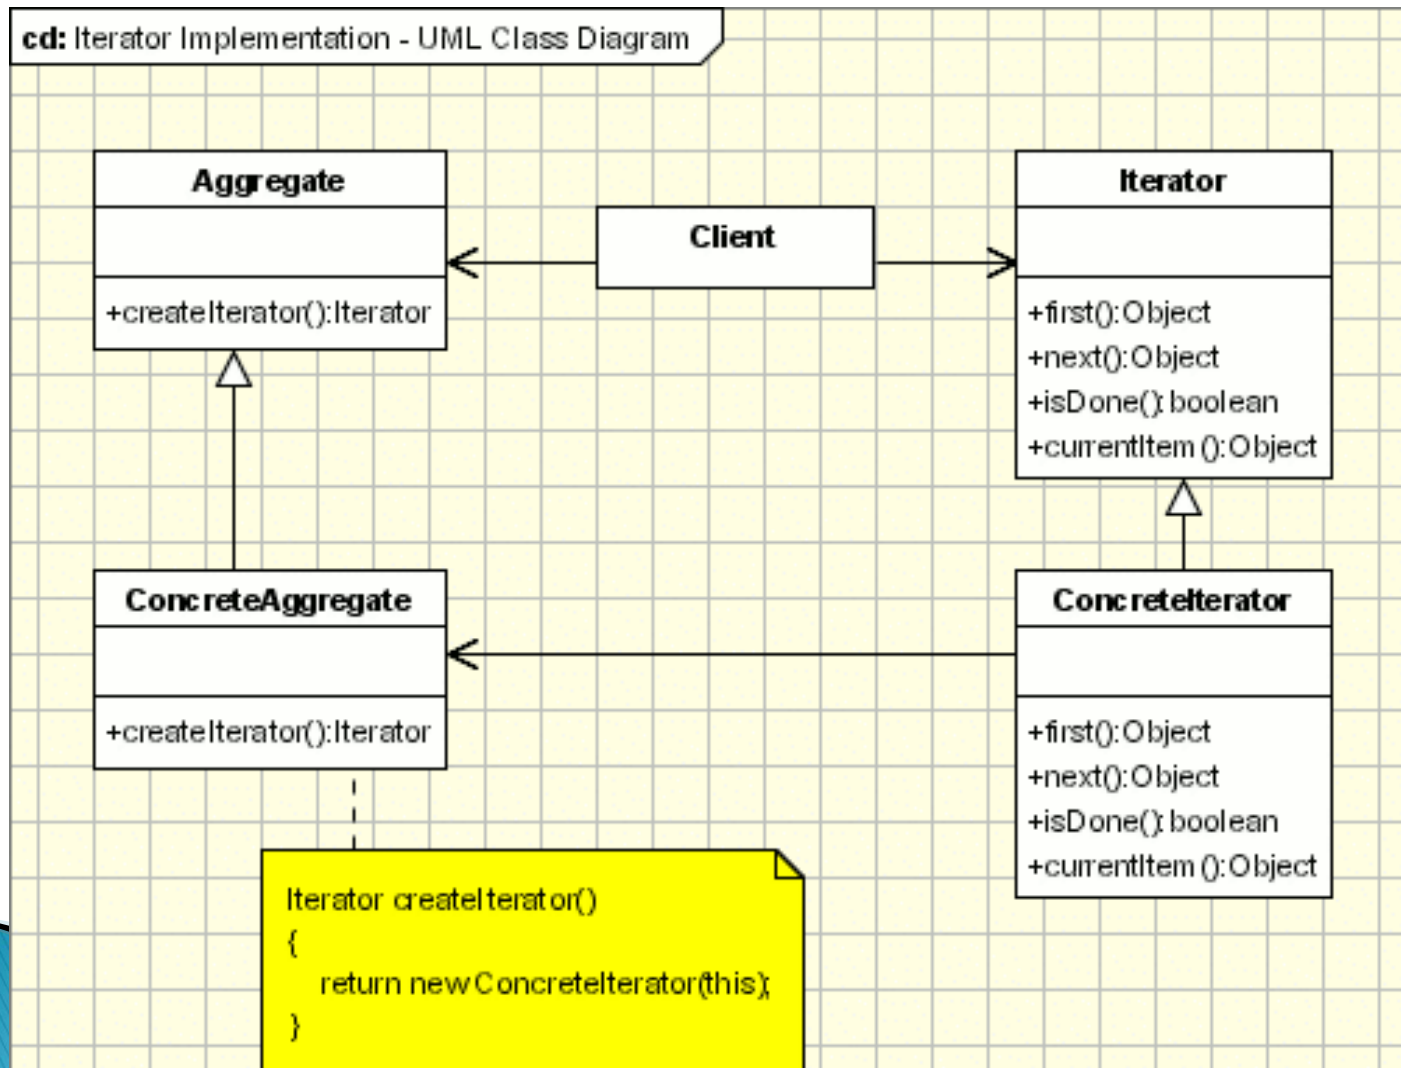 cd: Iterator Implementation - UML Class Diagram
Aggregate
+createIterator():Iterator
Client
Iterator
+first():Object
+next():Object
+isDone():boolean
+currentItem():Object
ConcreteAggregate
+createIterator():Iterator
ConcreteIterator
+first():Object
+next():Object
+isDone():boolean
+currentItem():Object
Iterator createIterator()
{
return new ConcreteIterator(this);
}